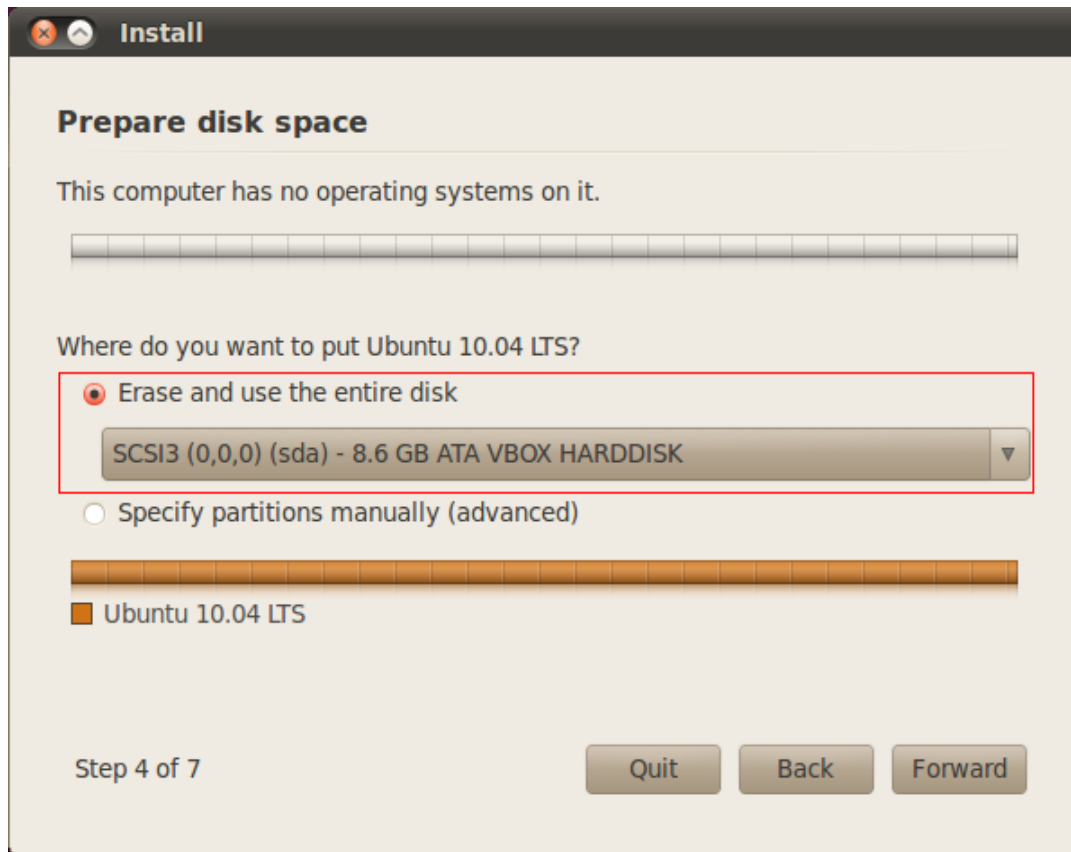 Install
Prepare disk space
This computer has no operating systems on it.
Where do you want to put Ubuntu 10.04 LTS?
Erase and use the entire disk
SCSI3 (0,0,0) (sda) - 8.6 GB ATA VBOX HARDDISK
Specify partitions manually (advanced)
Ubuntu 10.04 LTS
Step 4 of 7 Quit Back Forward